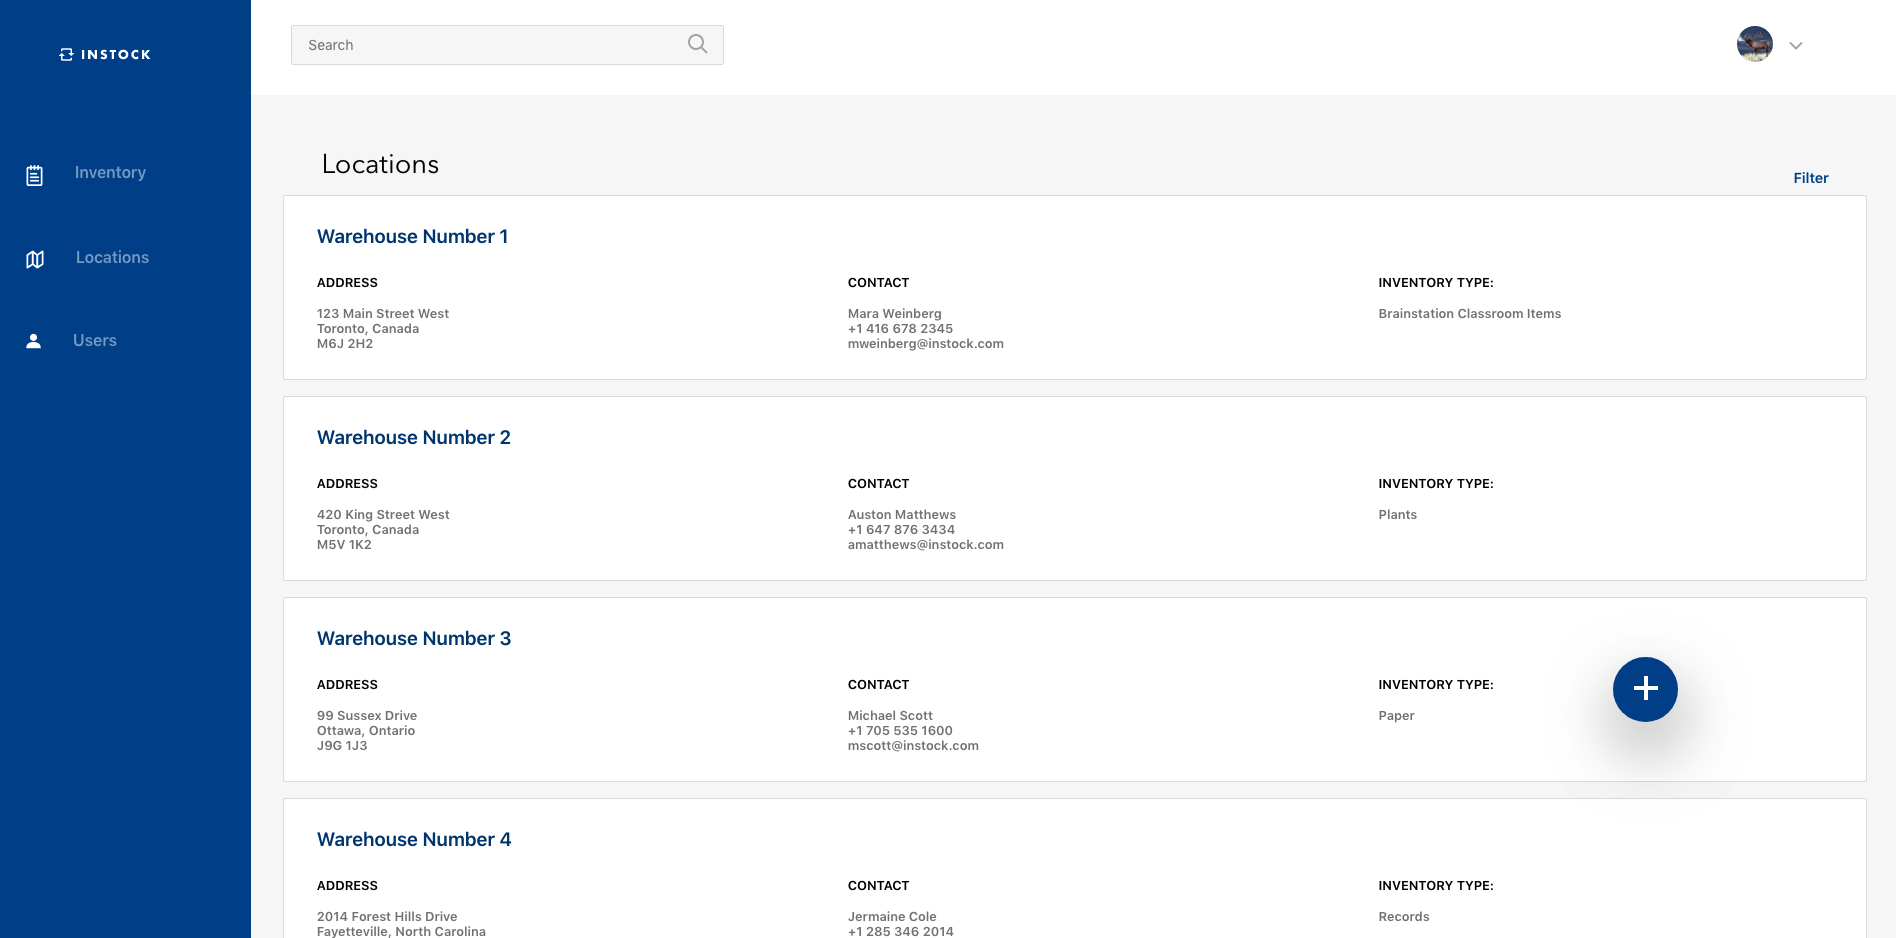 INSTOCK
Search
Inventory
Locations
Users
Locations
Filter
Warehouse Number 1
ADDRESS
123 Main Street West
Toronto, Canada
M6J 2H2
CONTACT
Mara Weinberg
+1 416 678 2345
mweinberg@instock.com
INVENTORY TYPE:
Brainstation Classroom Items
Warehouse Number 2
ADDRESS
420 King Street West
Toronto, Canada
M5V 1K2
CONTACT
Auston Matthews
+1 647 876 3434
amatthews@instock.com
INVENTORY TYPE:
Plants
Warehouse Number 3
ADDRESS
99 Sussex Drive
Ottawa, Ontario
J9G 1J3
CONTACT
Michael Scott
+1 705 535 1600
mscott@instock.com
INVENTORY TYPE:
Paper
Warehouse Number 4
ADDRESS
2014 Forest Hills Drive
Fayetteville, North Carolina
CONTACT
Jermaine Cole
+1 285 346 2014
INVENTORY TYPE:
Records